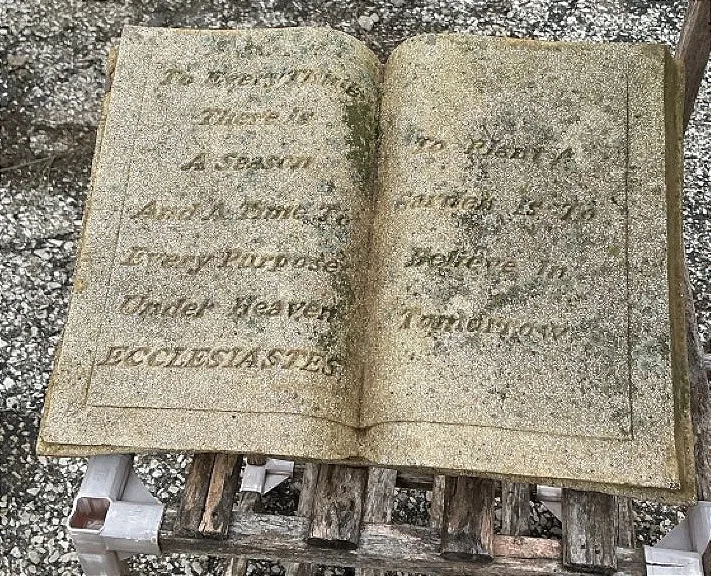 To Every Thing
There is
A Season
And A Time To
Every Purpose
Under Heaven
ECCLESIASTES
To Plant A
Garden Is To
Believe in
Tomorrow